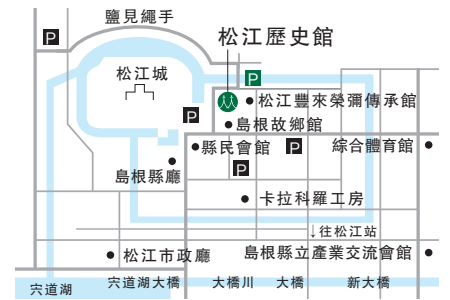 鹽見繩手
P
松江歷史館
松江城
P
松江豐來榮彌傳承館
P
島根故鄉館
縣民會館
P
綜合體育館
P
島根縣廳
卡拉科羅工房
↓往松江站
松江市政廳
島根縣立產業交流會館
宍道湖
宍道湖大橋
大橋川
大橋
新大橋